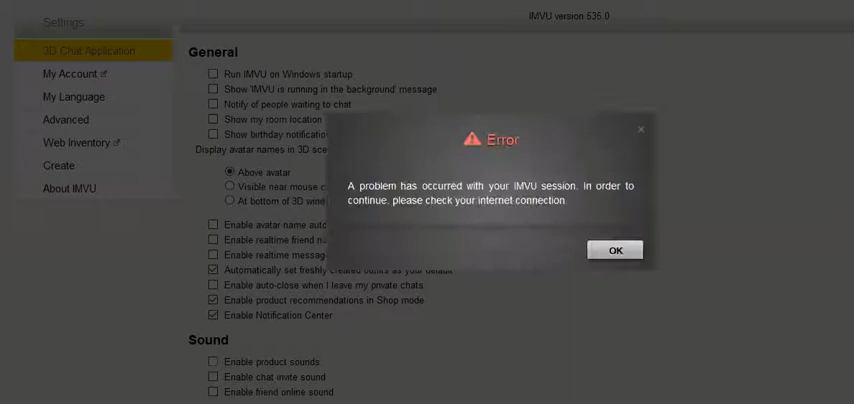 IMVU version 535.0
Settings
3D Chat Application
My Account
My Language
Advanced
Web Inventory
Create
About IMVU
General
Run IMVU on Windows startup
Show 'IMVU is running in the background' message
Notify of people waiting to chat
Show my room location
Show birthday
Display avatar names in 3D
Above avatar
Visible near mouse
At bottom of 3D
Enable avatar name
Enable realtime friend
Enable realtime
Automatically set freshly created outfits as your default
Enable auto-close when I leave my private chats
Enable product recommendations in Shop mode
Enable Notification Center
Sound
Enable product sounds
Enable chat invite sound
Enable friend online sound
Error
A problem has occurred with your IMVU session. In order to
continue, please check your internet connection.
OK